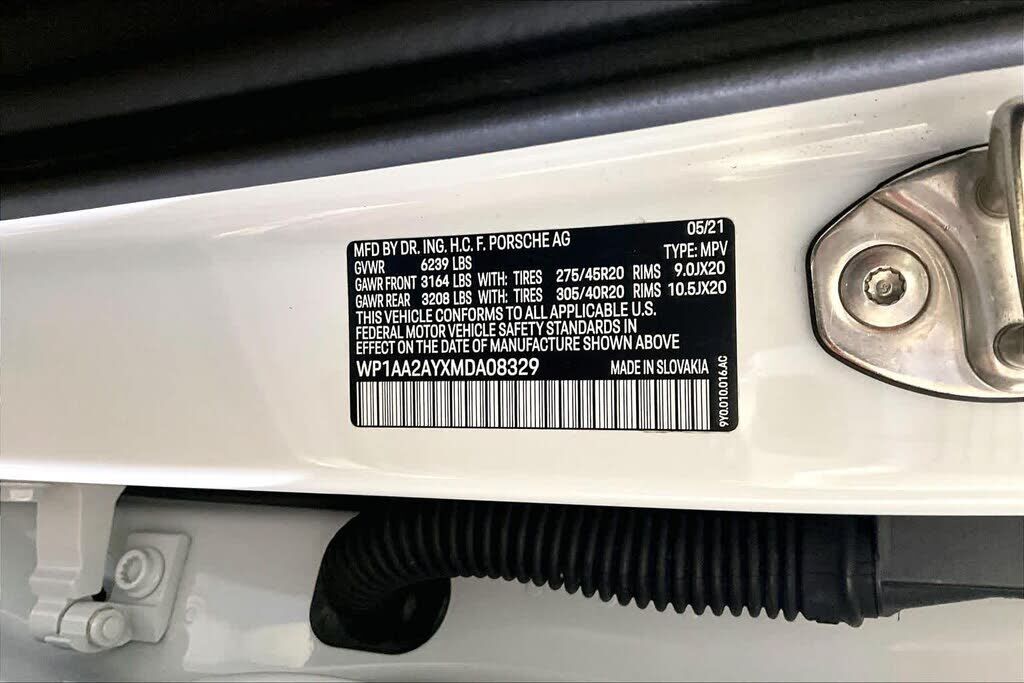 MFD BY DR. ING. H.C. F. PORSCHE AG 05/21
GVWR 6239 LBS TYPE: MPV
GAWR FRONT 3164 LBS WITH: TIRES 275/45R20 RIMS 9.0JX20
GAWR REAR 3208 LBS WITH: TIRES 305/40R20 RIMS 10.5JX20
THIS VEHICLE CONFORMS TO ALL APPLICABLE U.S.
FEDERAL MOTOR VEHICLE SAFETY STANDARDS IN
EFFECT ON THE DATE OF MANUFACTURE SHOWN ABOVE
WP1AA2AYXMDA08329 MADE IN SLOVAKIA
9Y0.010.016.AC